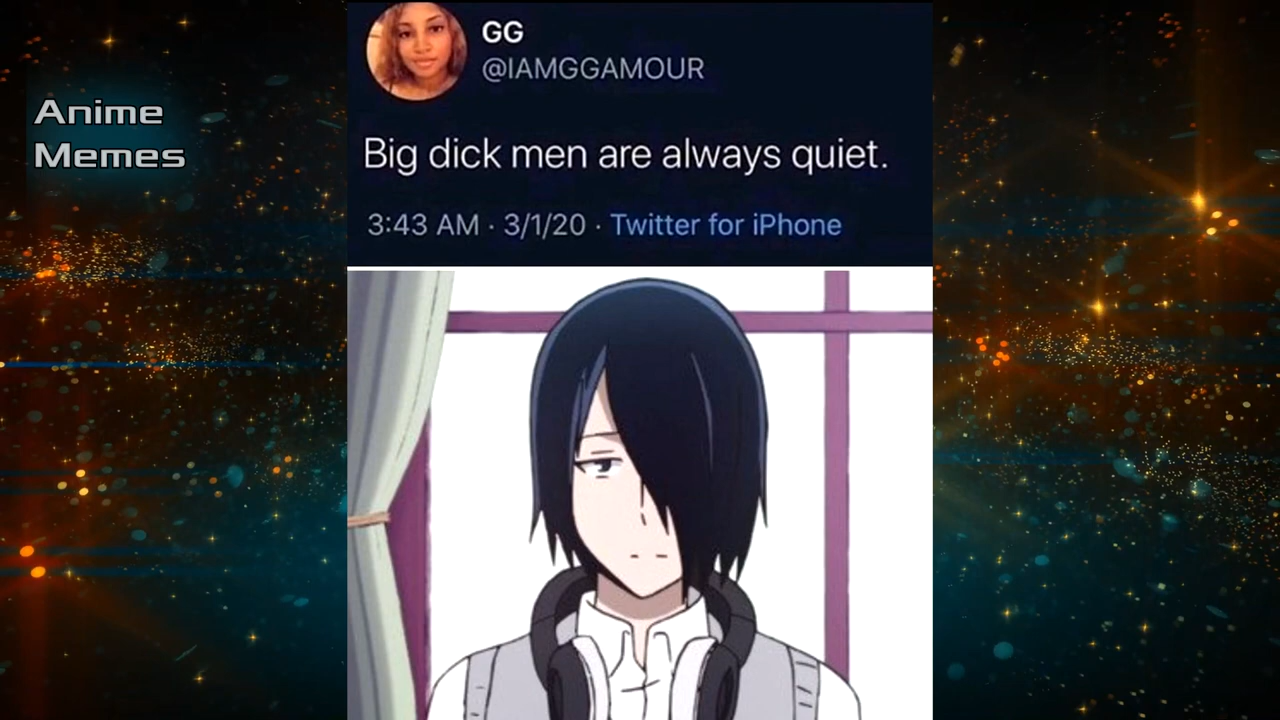 Anime
Memes
GG
@IAMGGAMOUR
Big dick men are always quiet.
3:43 AM · 3/1/20 · Twitter for iPhone